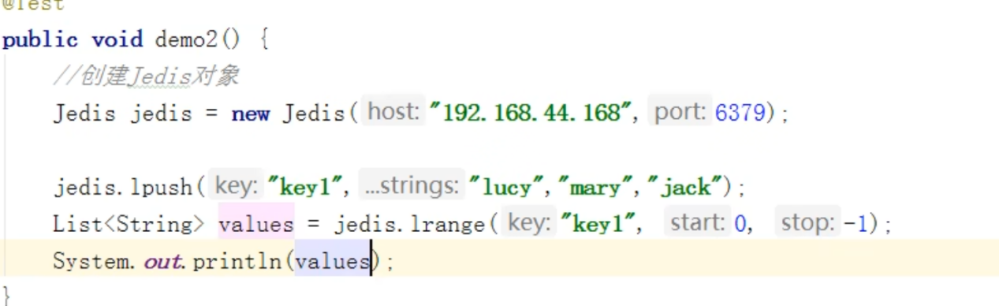 @Test
public void demo2() {
//创建Jedis对象
Jedis jedis = new Jedis( host: "192.168.44.168", port: 6379);
jedis.lpush( key: "key1", ...strings: "lucy","mary","jack");
List<String> values = jedis.lrange( key: "key1", start: 0, stop: -1);
System.out.println(values);
}